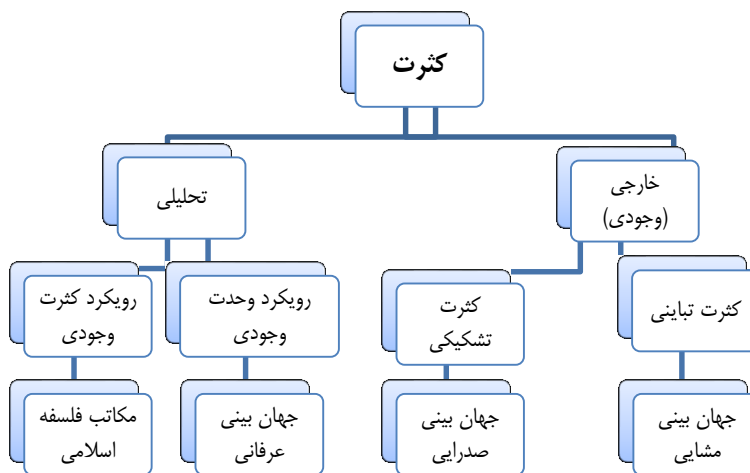 کثرت
خارجی
(وجودی)
تحلیلی
کثرت تباینی
کثرت
تشکیکی
رویکرد وحدت
وجودی
رویکرد کثرت
وجودی
جهان بینی
مشایی
جهان بینی
صدرایی
جهان بینی
عرفانی
مکاتب فلسفه
اسلامی